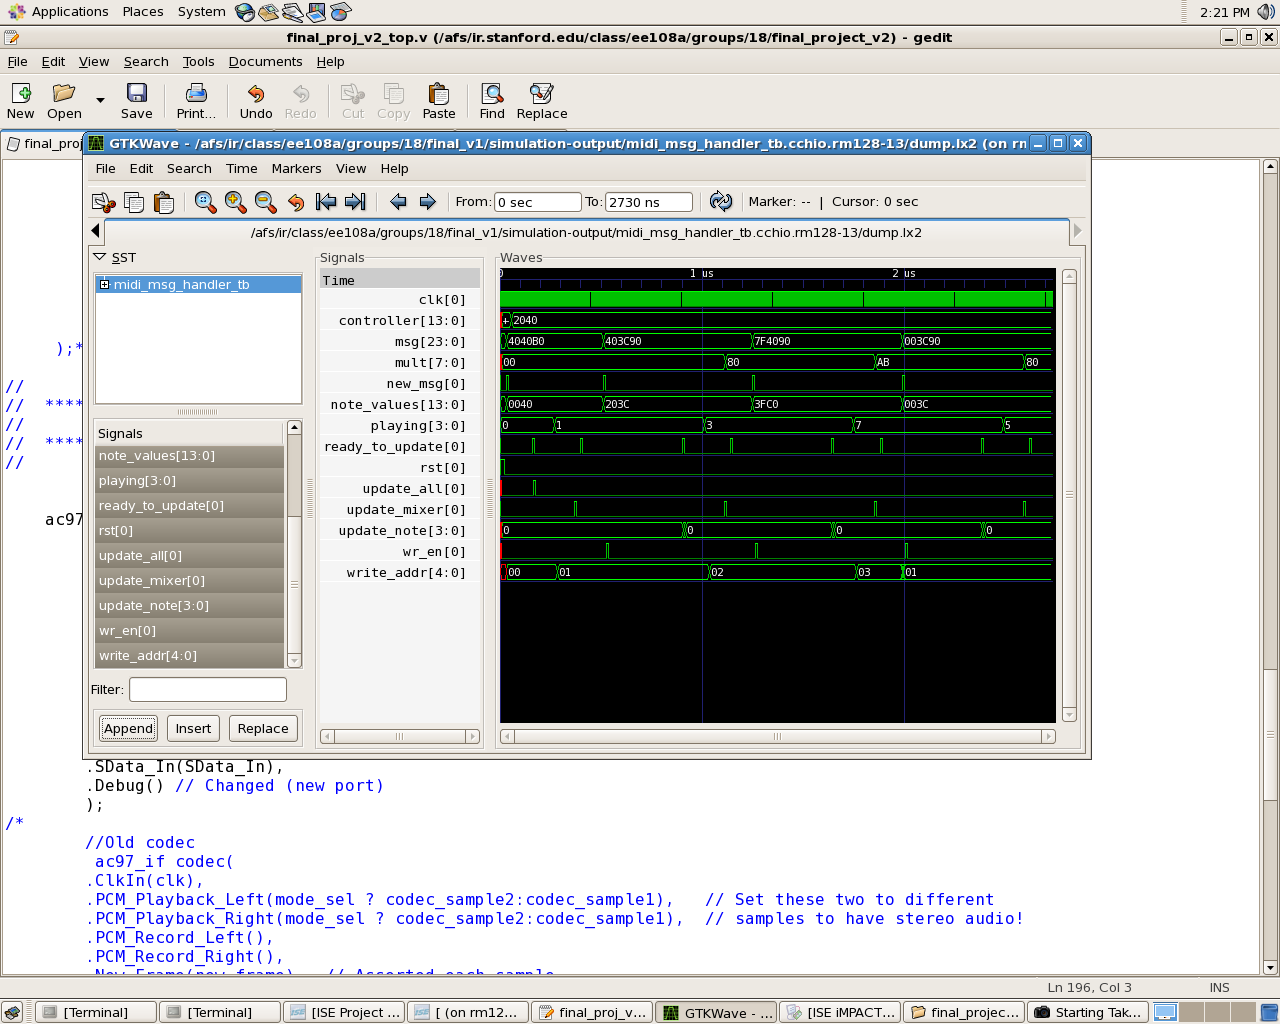 Applications Places System 2:21 PM
final_proj_v2_top.v (/afs/ir.stanford.edu/class/ee108a/groups/18/final_project_v2) - gedit
File Edit View Search Tools Documents Help
New Open Save Print... Undo Redo Cut Copy Paste Find Replace
final_proj
GTKWave - /afs/ir/class/ee108a/groups/18/final_v1/simulation-output/midi_msg_handler_tb.cchio.rm128-13/dump.lx2 (on rn
File Edit Search Time Markers View Help
From: 0 sec To: 2730 ns Marker: -- | Cursor: 0 sec
/afs/ir/class/ee108a/groups/18/final_v1/simulation-output/midi_msg_handler_tb.cchio.rm128-13/dump.lx2
SST
midi_msg_handler_tb
Signals
note_values[13:0]
playing[3:0]
ready_to_update[0]
rst[0]
update_all[0]
update_mixer[0]
update_note[3:0]
wr_en[0]
write_addr[4:0]
Filter:
Append Insert Replace
Signals Waves
Time 0 1 us 2 us
clk[0]
controller[13:0] + 2040
msg[23:0] 4040B0 403C90 7F4090 003C90
mult[7:0] 00 80 AB 80
new_msg[0]
note_values[13:0] 0040 203C 3FC0 003C
playing[3:0] 0 1 3 7 5
ready_to_update[0]
rst[0]
update_all[0]
update_mixer[0]
update_note[3:0] 0 0 0 0
wr_en[0]
write_addr[4:0] 00 01 02 03 01
);*
//
// ****
//
// ****
//
ac97
.SData_In(SData_In),
.Debug() // Changed (new port)
);
/*
//Old codec
ac97_if codec(
.ClkIn(clk),
.PCM_Playback_Left(mode_sel ? codec_sample2:codec_sample1), // Set these two to different
.PCM_Playback_Right(mode_sel ? codec_sample2:codec_sample1), // samples to have stereo audio!
.PCM_Record_Left(),
.PCM_Record_Right(),
.New_Frame(new_frame), // Asserted each sample
Ln 196, Col 3 INS
[Terminal] [Terminal] [ISE Project ... [ (on rm12... final_proj_v... GTKWave - ... [ISE iMPACT... final_projec... Starting Tak...